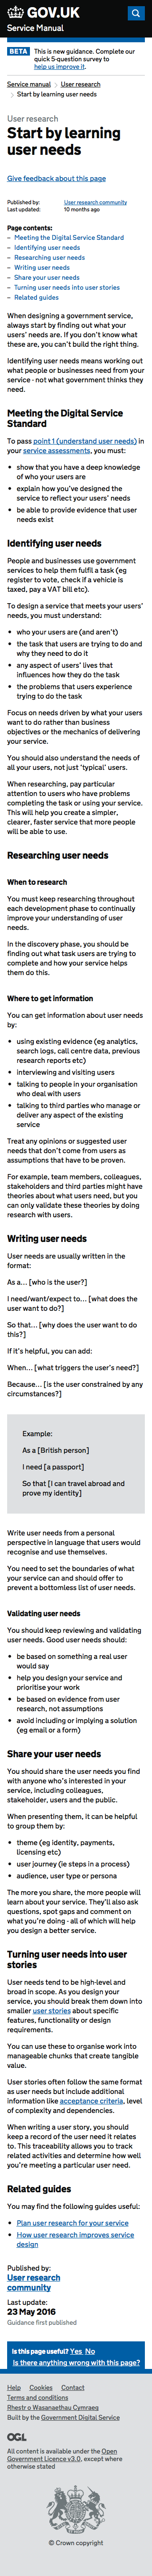 GOV.UK
Service Manual
BETA
This is new guidance. Complete our
quick 5-question survey to
help us improve it.
Service manual
User research
Start by learning user needs
User research
Start by learning
user needs
Give feedback about this page
Published by:
User research community
Last updated:
10 months ago
Page contents:
– Meeting the Digital Service Standard
– Identifying user needs
– Researching user needs
– Writing user needs
– Share your user needs
– Turning user needs into user stories
– Related guides
When designing a government service,
always start by finding out what your
users’ needs are. If you don’t know what
these are, you can’t build the right thing.
Identifying user needs means working out
what people or businesses need from your
service - not what government thinks they
need.
Meeting the Digital Service
Standard
To pass point 1 (understand user needs) in
your service assessments, you must:
• show that you have a deep knowledge
of who your users are
• explain how you’ve designed the
service to reflect your users’ needs
• be able to provide evidence that user
needs exist
Identifying user needs
People and businesses use government
services to help them fulfil a task (eg
register to vote, check if a vehicle is
taxed, pay a VAT bill etc).
To design a service that meets your users’
needs, you must understand:
• who your users are (and aren’t)
• the task that users are trying to do and
why they need to do it
• any aspect of users’ lives that
influences how they do the task
• the problems that users experience
trying to do the task
Focus on needs driven by what your users
want to do rather than business
objectives or the mechanics of delivering
your service.
You should also understand the needs of
all your users, not just ‘typical’ users.
When researching, pay particular
attention to users who have problems
completing the task or using your service.
This will help you create a simpler,
clearer, faster service that more people
will be able to use.
Researching user needs
When to research
You must keep researching throughout
each development phase to continually
improve your understanding of user
needs.
In the discovery phase, you should be
finding out what task users are trying to
complete and how your service helps
them do this.
Where to get information
You can get information about user needs
by:
• using existing evidence (eg analytics,
search logs, call centre data, previous
research reports etc)
• interviewing and visiting users
• talking to people in your organisation
who deal with users
• talking to third parties who manage or
deliver any aspect of the existing
service
Treat any opinions or suggested user
needs that don’t come from users as
assumptions that have to be proven.
For example, team members, colleagues,
stakeholders and third parties might have
theories about what users need, but you
can only validate these theories by doing
research with users.
Writing user needs
User needs are usually written in the
format:
As a… [who is the user?]
I need/want/expect to… [what does the
user want to do?]
So that… [why does the user want to do
this?]
If it’s helpful, you can add:
When… [what triggers the user’s need?]
Because… [is the user constrained by any
circumstances?]
Example:
As a [British person]
I need [a passport]
So that [I can travel abroad and
prove my identity]
Write user needs from a personal
perspective in language that users would
recognise and use themselves.
You need to set the boundaries of what
your service can and should offer to
prevent a bottomless list of user needs.
Validating user needs
You should keep reviewing and validating
user needs. Good user needs should:
• be based on something a real user
would say
• help you design your service and
prioritise your work
• be based on evidence from user
research, not assumptions
• avoid including or implying a solution
(eg email or a form)
Share your user needs
You should share the user needs you find
with anyone who’s interested in your
service, including colleagues,
stakeholder, users and the public.
When presenting them, it can be helpful
to group them by:
• theme (eg identity, payments,
licensing etc)
• user journey (ie steps in a process)
• audience, user type or persona
The more you share, the more people will
learn about your service. They’ll also ask
questions, spot gaps and comment on
what you’re doing - all of which will help
you design a better service.
Turning user needs into user
stories
User needs tend to be high-level and
broad in scope. As you design your
service, you should break them down into
smaller user stories about specific
features, functionality or design
requirements.
You can use these to organise work into
manageable chunks that create tangible
value.
User stories often follow the same format
as user needs but include additional
information like acceptance criteria, level
of complexity and dependencies.
When writing a user story, you should
keep a record of the user need it relates
to. This traceability allows you to track
related efforts and determine how well
you’re meeting a particular user need.
Related guides
You may find the following guides useful:
• Plan user research for your service
• How user research improves service
design
Published by:
User research
community
Last update:
23 May 2016
Guidance first published
Is this page useful? Yes No
Is there anything wrong with this page?
Help Cookies Contact
Terms and conditions
Rhestr o Wasanaethau Cymraeg
Built by the Government Digital Service
OGL
All content is available under the Open
Government Licence v3.0, except where
otherwise stated
© Crown copyright